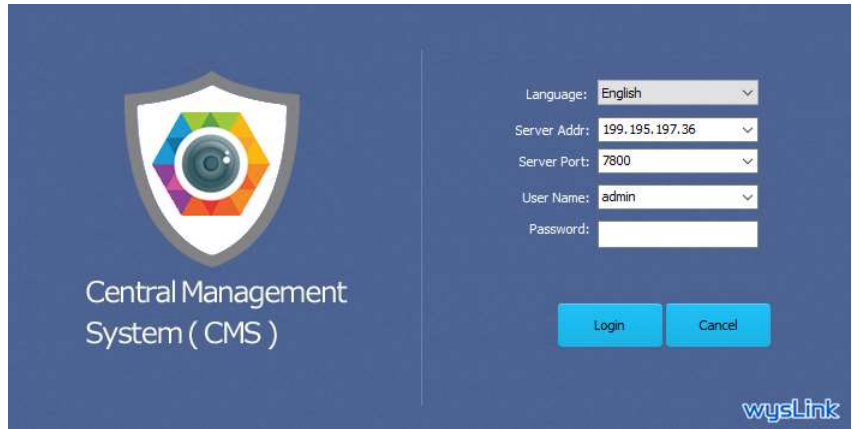 Central Management
System ( CMS )
Language: English
Server Addr: 199.195.197.36
Server Port: 7800
User Name: admin
Password:
Login Cancel
wysLink